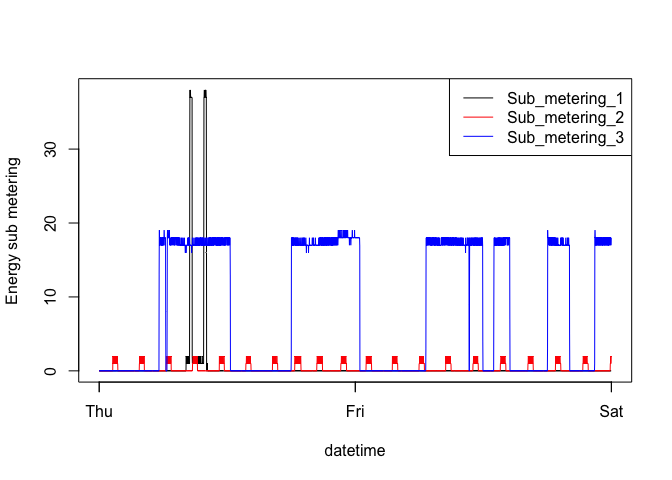 Sub_metering_1
Sub_metering_2
Sub_metering_3
Energy sub metering
30
20
10
0
Thu Fri Sat
datetime